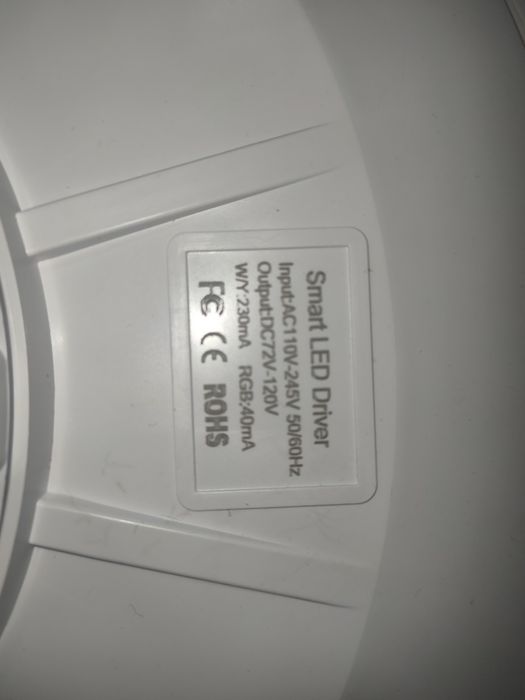 Smart LED Driver
Input:AC110V-245V 50/60Hz
Output:DC72V-120V
W/Y:230mA RGB:40mA
FC CE ROHS